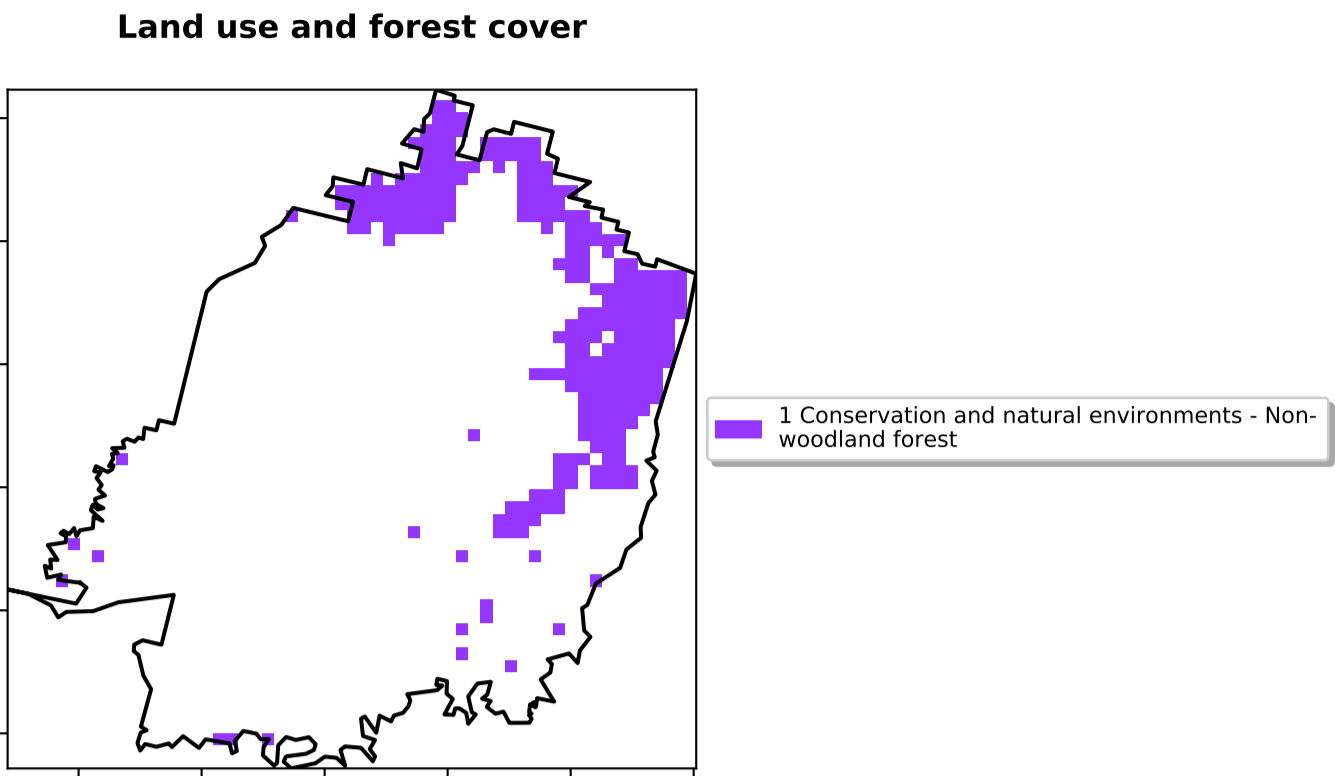 Land use and forest cover
1 Conservation and natural environments - Non-
woodland forest